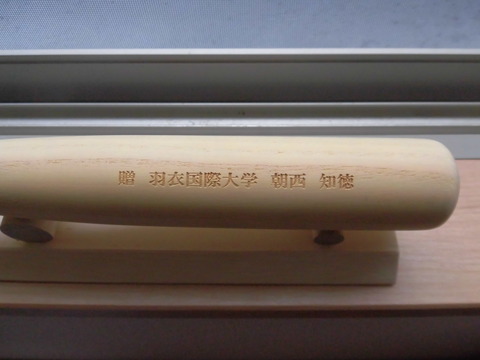 贈 羽衣国際大学 朝西 知徳